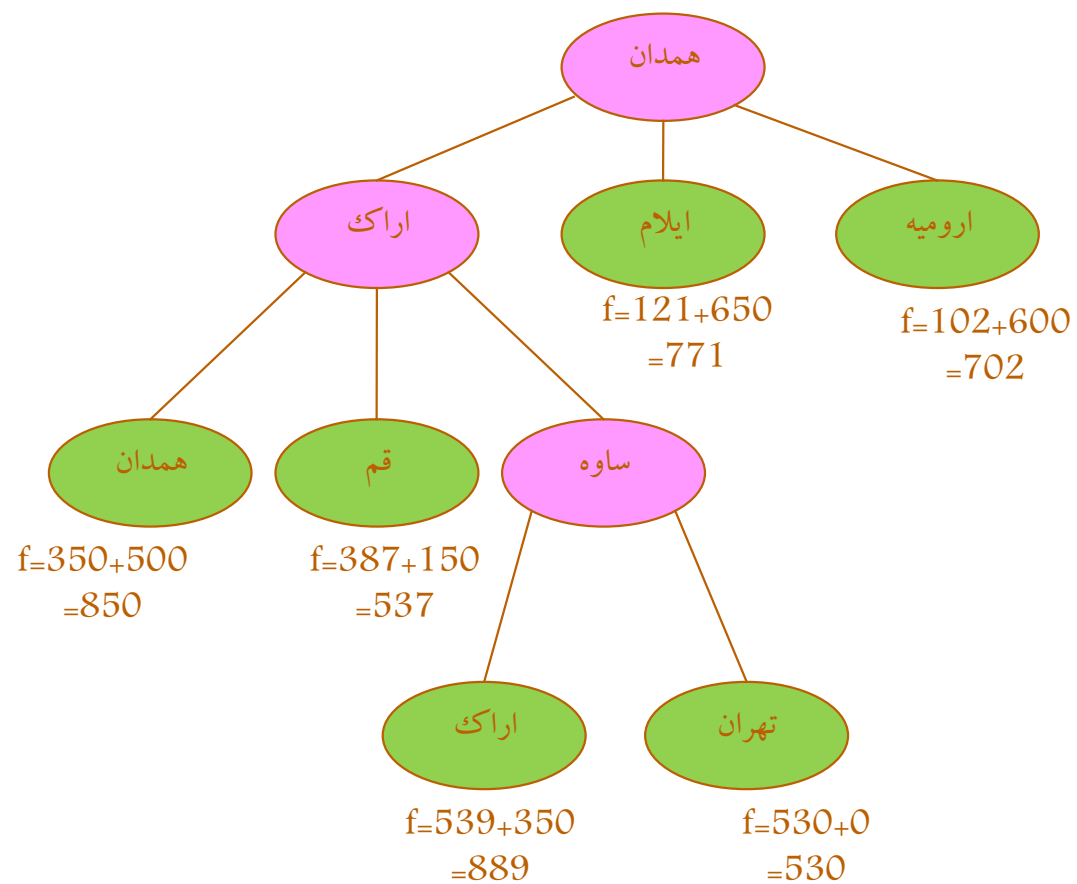 همدان
اراک
ایلام
ارومیه
f=121+650
=771
f=102+600
=702
همدان
قم
ساوه
f=350+500
=850
f=387+150
=537
اراک
تهران
f=539+350
=889
f=530+0
=530